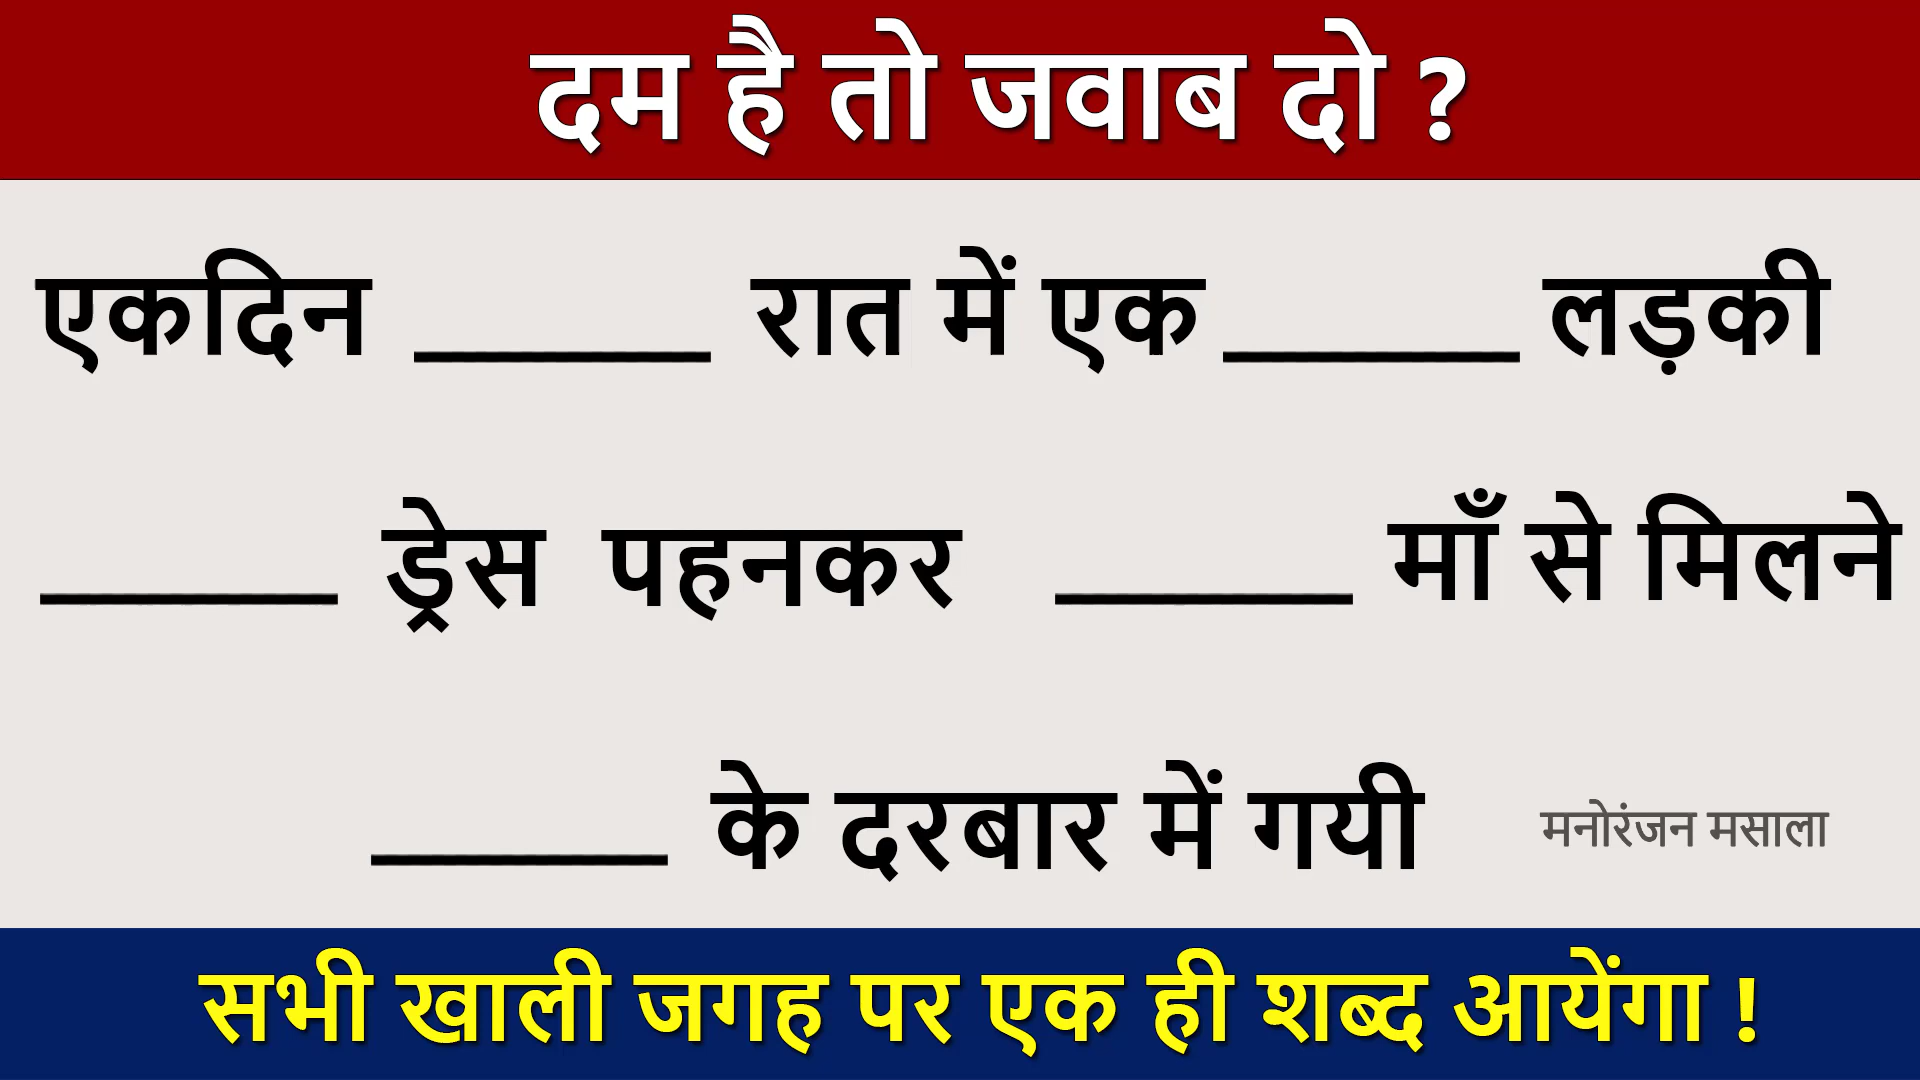 दम है तो जवाब दो ?
एकदिन ______ रात में एक ______ लड़की
______ ड्रेस पहनकर ______ माँ से मिलने
______ के दरबार में गयी
मनोरंजन मसाला
सभी खाली जगह पर एक ही शब्द आयेंगा !